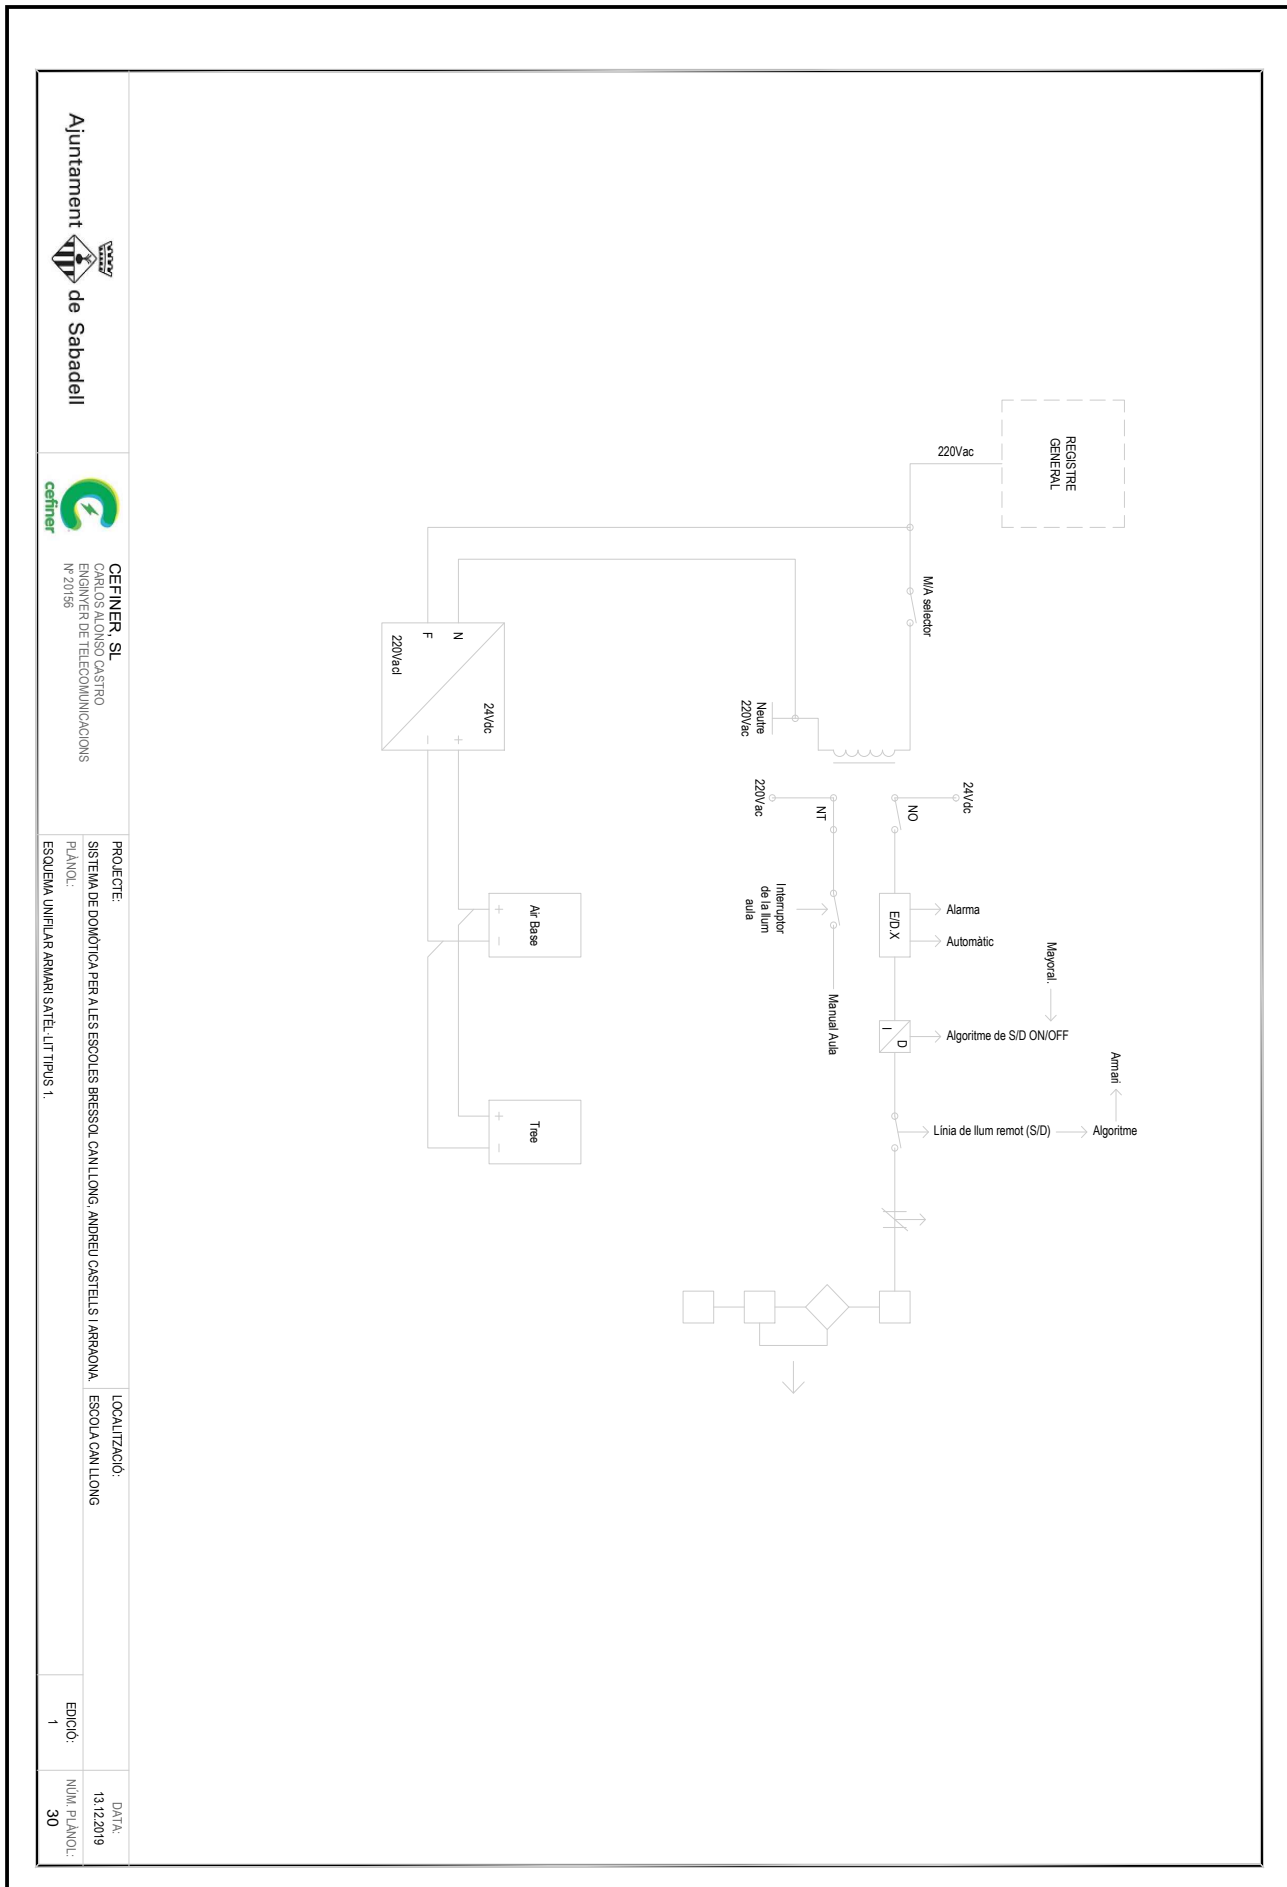 REGISTRE
GENERAL
220Vac
M/A selector
Neutre
220Vac
24Vdc
NO
NT
220Vac
E/D.X
Alarma
Automàtic
Mayoral.
I
D
Algoritme de S/D ON/OFF
Armari
Línia de llum remot (S/D)
Algoritme
Interruptor
de la llum
aula
Manual Aula
N
F
220Vacl
24Vdc
+
−
Air Base
+
−
Tree
+
−
Ajuntament de Sabadell
cefiner
CEFINER, SL
CARLOS ALONSO CASTRO
ENGINYER DE TELECOMUNICACIONS
Nº 20156
PROJECTE:
SISTEMA DE DOMÒTICA PER A LES ESCOLES BRESSOL CAN LLONG, ANDREU CASTELLS I ARRAONA.
PLÀNOL:
ESQUEMA UNIFILAR ARMARI SATÈL·LIT TIPUS 1.
LOCALITZACIÓ:
ESCOLA CAN LLONG
EDICIÓ:
1
DATA:
13.12.2019
NÚM. PLÀNOL:
30